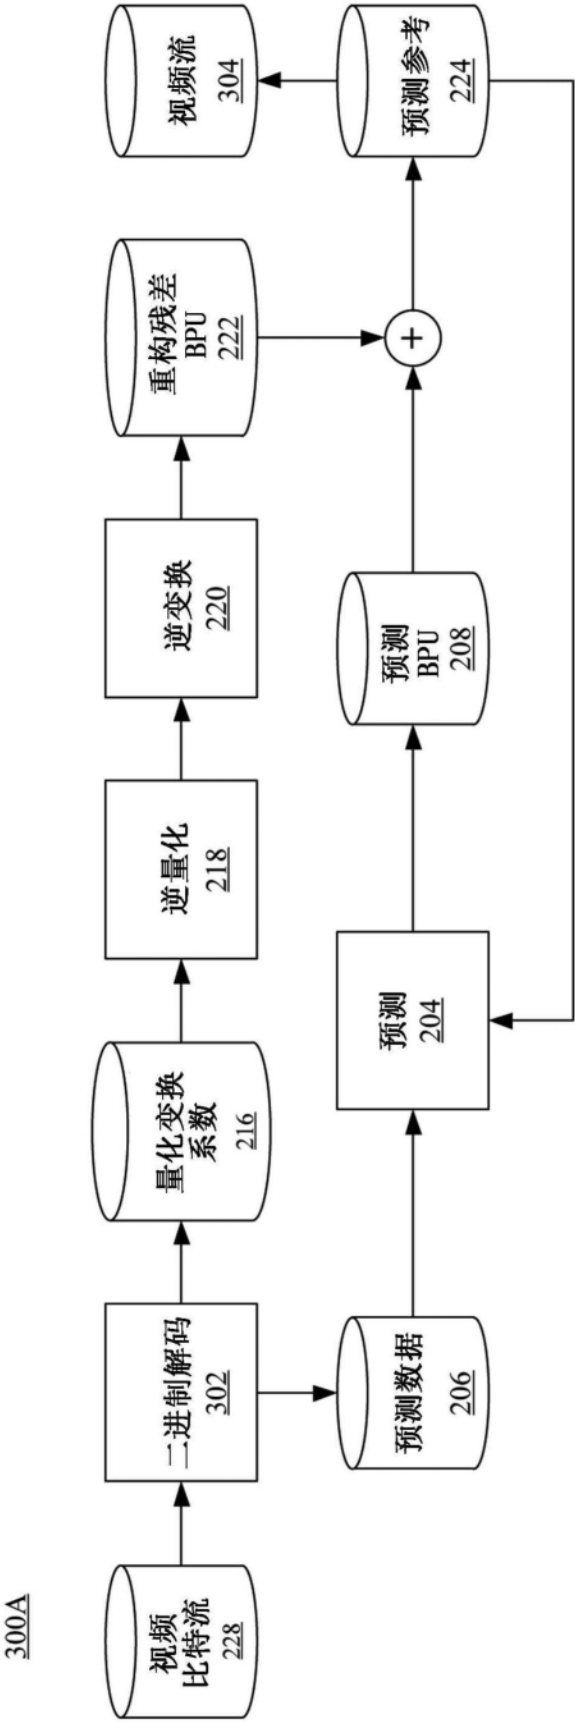 300A
视频
比特流
228
二进制解码
302
量化变换
系数
216
逆量化
218
逆变换
220
重构残差
BPU
222
视频流
304
预测数据
206
预测
204
预测
BPU
208
+
预测参考
224